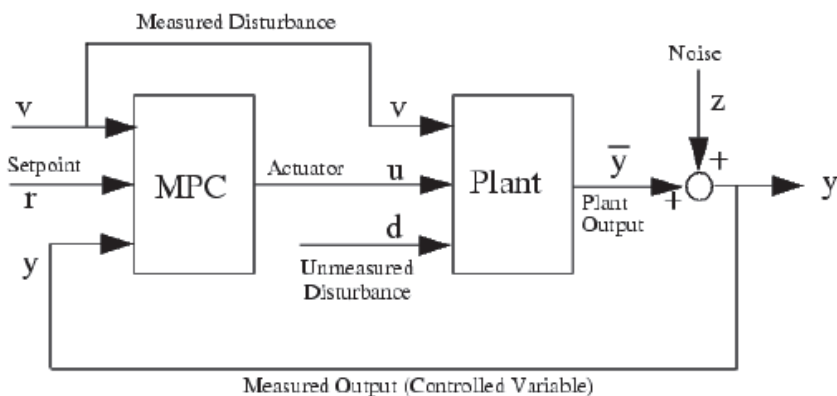 Measured Disturbance
Noise
v
v
z
Setpoint
r
MPC
Actuator
u
Plant
y̅
+
+
y
Plant
Output
y
d
Unmeasured
Disturbance
Measured Output (Controlled Variable)